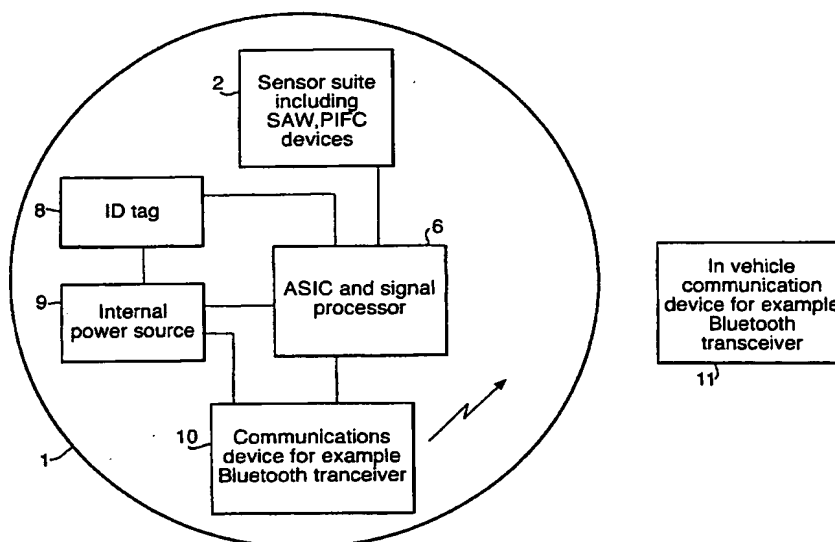 2
Sensor suite
including
SAW,PIFC
devices
8
ID tag
6
ASIC and signal
processor
9
Internal
power source
In vehicle
communication
device for example
Bluetooth
transceiver
11
10
Communications
device for example
Bluetooth tranceiver
1